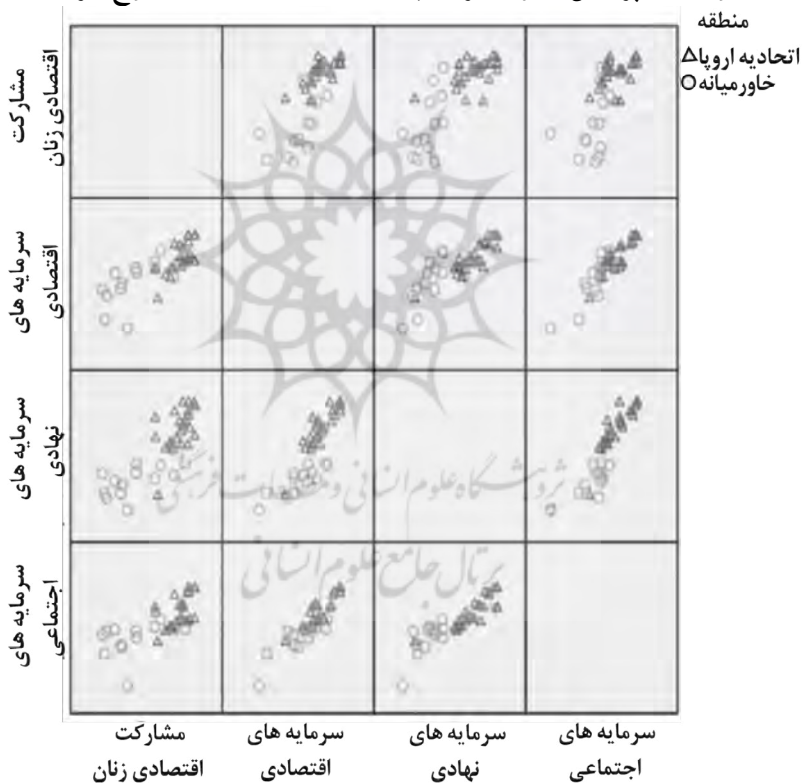 منطقه
اتحادیه اروپا
خاورمیانه
مشارکت
اقتصادی زنان
سرمایه های
اقتصادی
سرمایه های
نهادی
سرمایه های
اجتماعی
پژوهشگاه علوم انسانی و مطالعات فرهنگی
پرتال جامع علوم انسانی
مشارکت
اقتصادی زنان
سرمایه های
اقتصادی
سرمایه های
نهادی
سرمایه های
اجتماعی